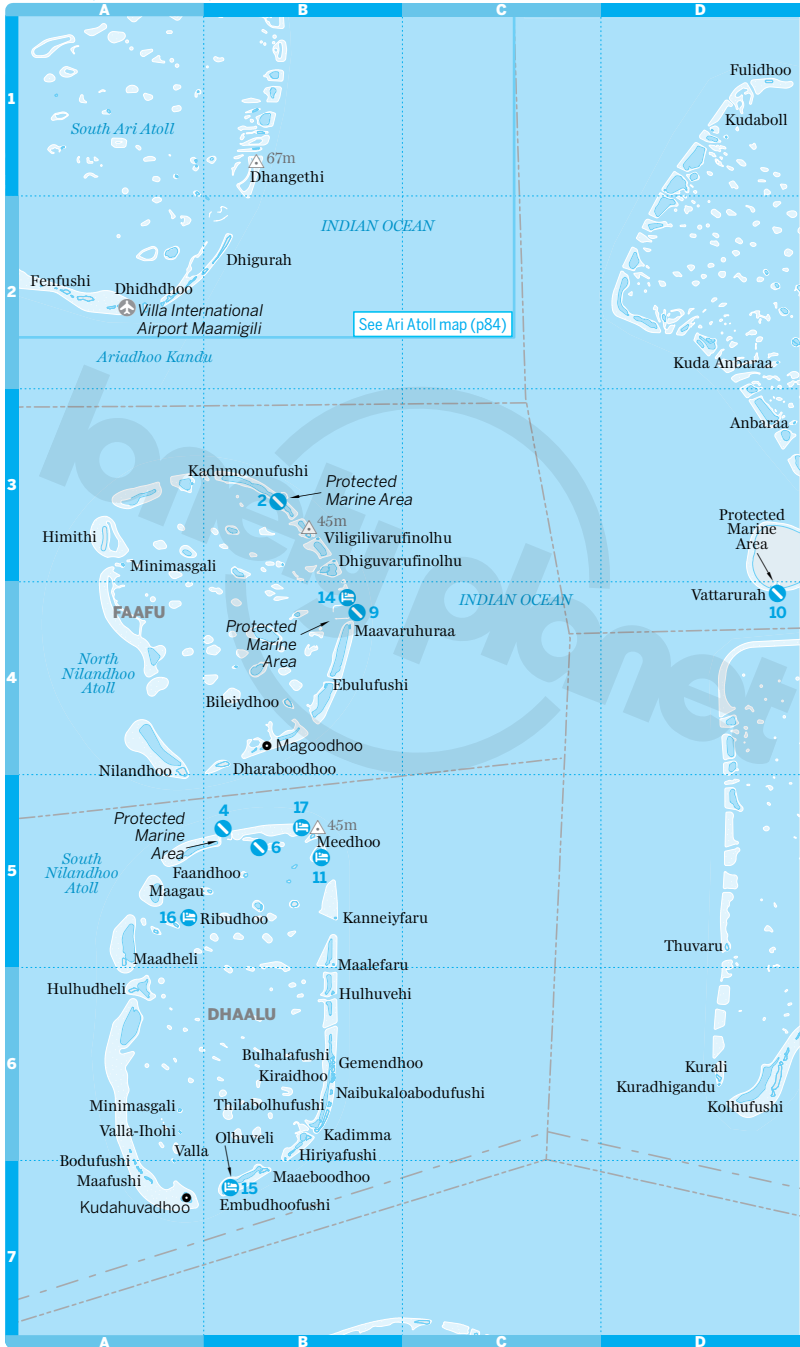 A
B
C
D
1
Fulidhoo
Kudaboll
South Ari Atoll
67m
Dhangethi
INDIAN OCEAN
Dhigurah
Fenfushi
Dhidhdhoo
2
Villa International
Airport Maamigili
See Ari Atoll map (p84)
Ariadhoo Kandu
Kuda Anbaraa
Anbaraa
lonely planet
3
Kadumoonufushi
2
Protected
Marine Area
45m
Viligilivarufinolhu
Himithi
Minimasgali
Dhiguvarufinolhu
Protected
Marine
Area
Vattarurah
10
14
9
INDIAN OCEAN
FAAFU
Protected
Marine
Area
Maavaruhuraa
4
North
Nilandhoo
Atoll
Ebulufushi
Bileiydhoo
Magoodhoo
Nilandhoo
Dharaboodhoo
4
17
45m
Protected
Marine
Area
6
Meedhoo
11
5
South
Nilandhoo
Atoll
Faandhoo
Maagau
16
Ribudhoo
Kanneiyfaru
Maadheli
Thuvaru
Maalefaru
Hulhudheli
Hulhuvehi
DHAALU
6
Bulhalafushi
Gemendhoo
Kiraidhoo
Naibukaloabodufushi
Kurali
Kuradhigandu
Kolhufushi
Minimasgali
Thilabolhufushi
Valla-Ihohi
Olhuveli
Kadimma
Valla
Hiriyafushi
Bodufushi
Maafushi
Maaeboodhoo
15
Kudahuvadhoo
Embudhoofushi
7
A
B
C
D